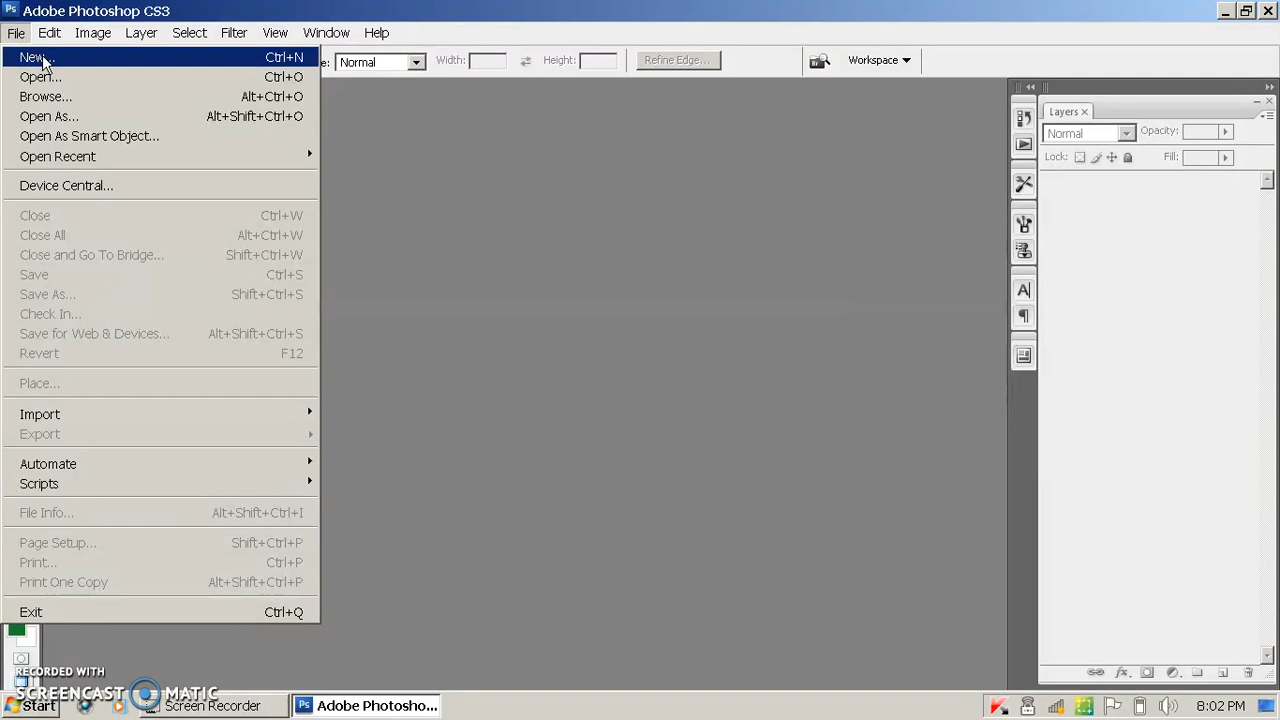 Adobe Photoshop CS3
File Edit Image Layer Select Filter View Window Help
New... Ctrl+N
Open... Ctrl+O
Browse... Alt+Ctrl+O
Open As... Alt+Shift+Ctrl+O
Open As Smart Object...
Open Recent
Device Central...
Close Ctrl+W
Close All Alt+Ctrl+W
Close and Go To Bridge... Shift+Ctrl+W
Save Ctrl+S
Save As... Shift+Ctrl+S
Check In...
Save for Web & Devices... Alt+Shift+Ctrl+S
Revert F12
Place...
Import
Export
Automate
Scripts
File Info... Alt+Shift+Ctrl+I
Page Setup... Shift+Ctrl+P
Print... Ctrl+P
Print One Copy Alt+Shift+Ctrl+P
Exit Ctrl+Q
Normal Width: Height: Refine Edge... Workspace
Layers
Normal Opacity:
Lock: Fill:
RECORDED WITH
SCREENCAST MATIC
Start Screen Recorder Adobe Photosho... 8:02 PM